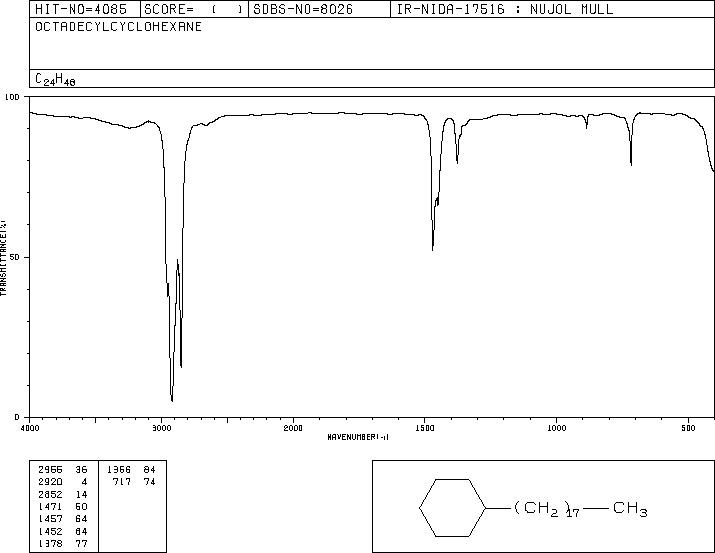 HIT-NO=4085 SCORE= ( ) SDBS-NO=8026 IR-NIDA-17516 : NUJOL MULL
OCTADECYLCYCLOHEXANE
C24H48
100
TRANSMITTANCE(%)
50
0
4000 3000 2000 1500 1000 500
WAVENUMBER(-1)
2956 36 1366 84
2920 4 717 74
2852 14
1471 60
1457 64
1452 64
1378 77
(CH2)17 CH3